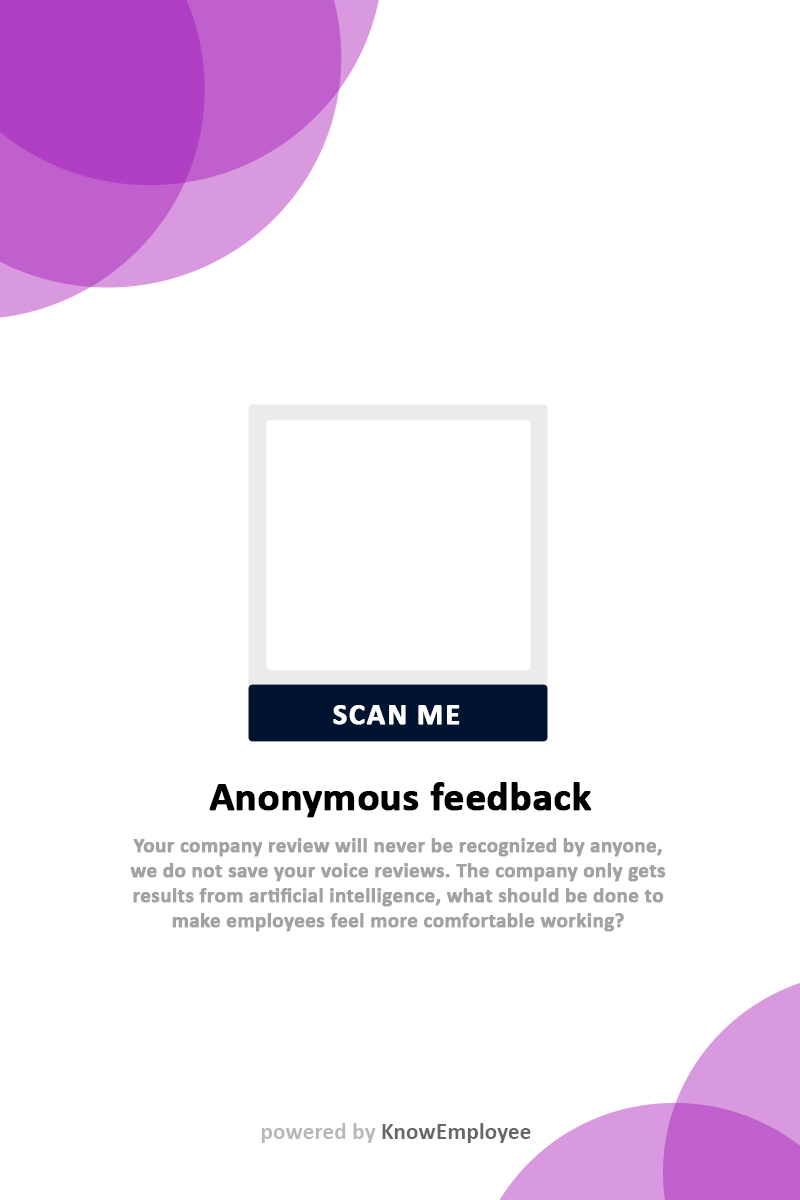 SCAN ME
Anonymous feedback
Your company review will never be recognized by anyone,
we do not save your voice reviews. The company only gets
results from artificial intelligence, what should be done to
make employees feel more comfortable working?
powered by KnowEmployee